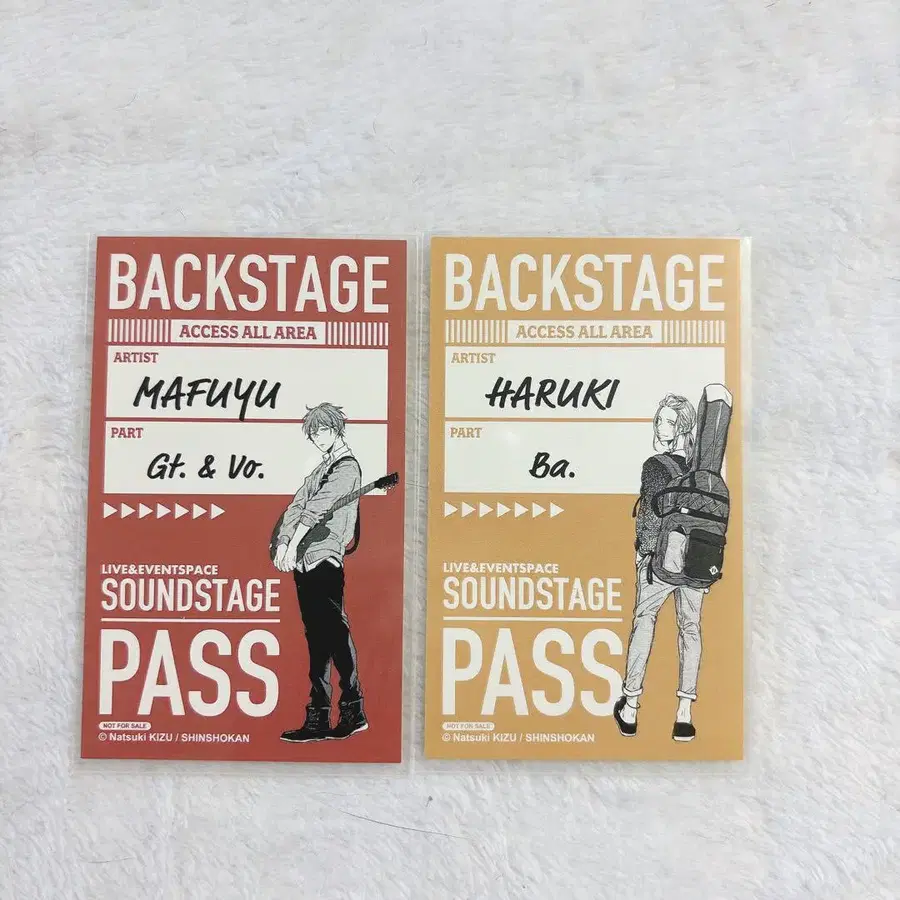 BACKSTAGE
ACCESS ALL AREA
ARTIST
MAFUYU
PART
Gt. & Vo.
LIVE&EVENTSPACE
SOUNDSTAGE
PASS
NOT FOR SALE
© Natsuki KIZU / SHINSHOKAN
BACKSTAGE
ACCESS ALL AREA
ARTIST
HARUKI
PART
Ba.
LIVE&EVENTSPACE
SOUNDSTAGE
PASS
NOT FOR SALE
© Natsuki KIZU / SHINSHOKAN